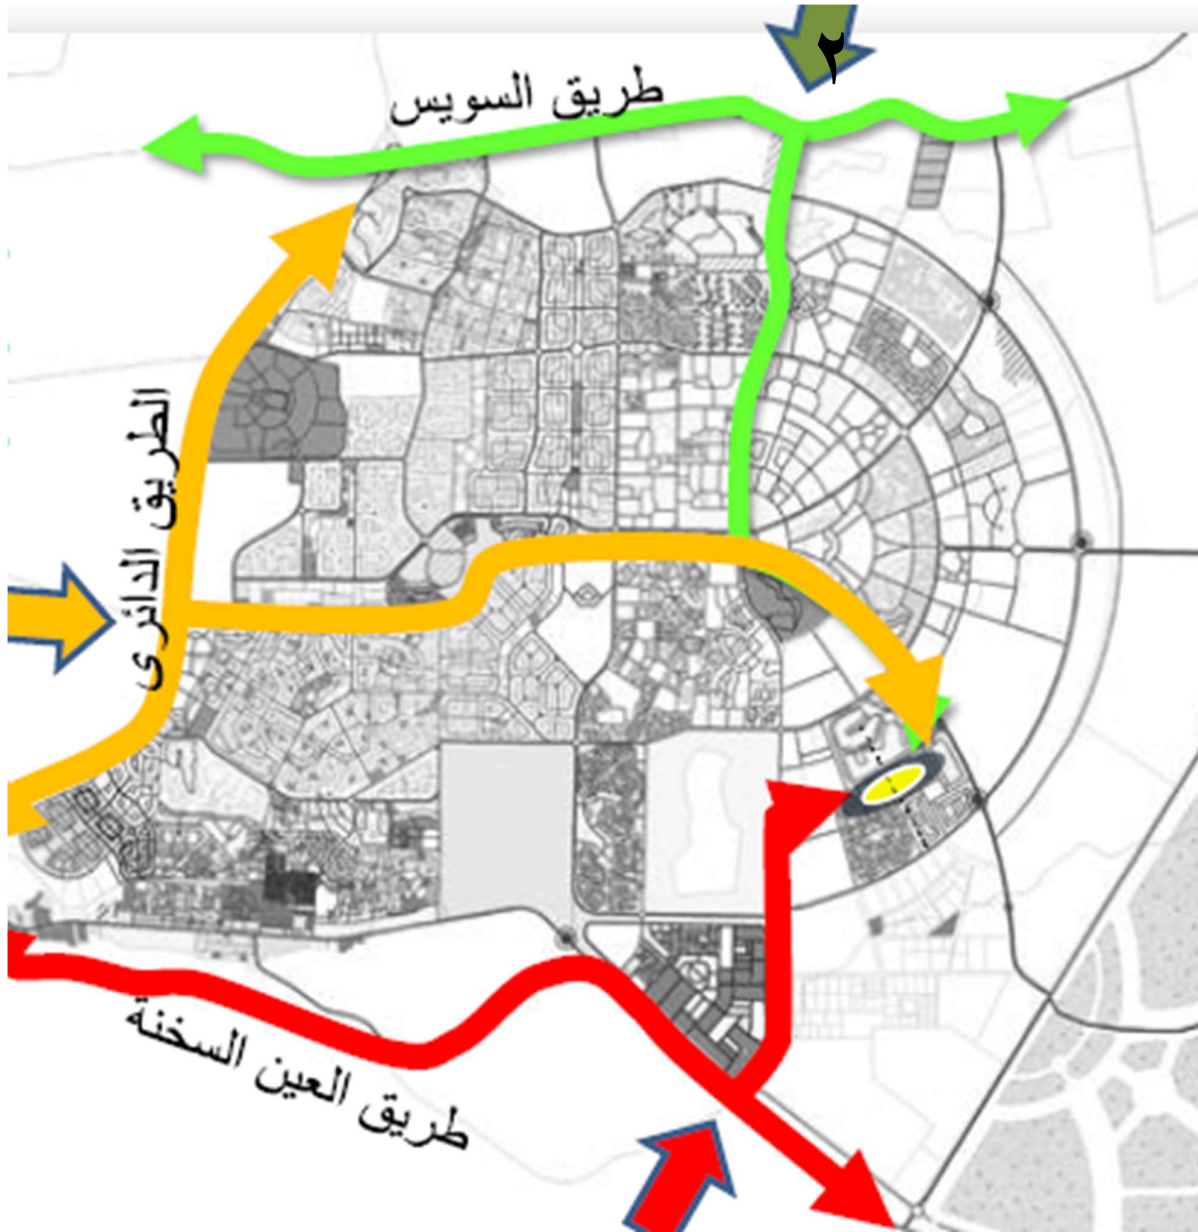 ٢
طريق السويس
الطريق الدائرى
طريق العين السخنة